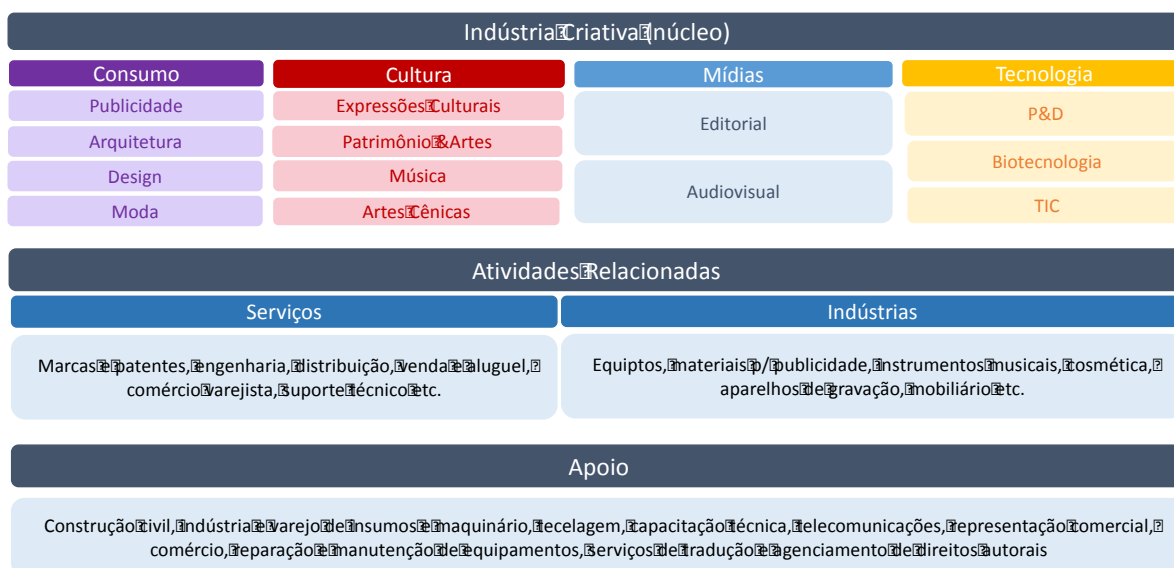 Indústria Criativa (núcleo)
Consumo
Cultura
Mídias
Tecnologia
Publicidade
Arquitetura
Design
Moda
Expressões Culturais
Patrimônio & Artes
Música
Artes Cênicas
Editorial
Audiovisual
P&D
Biotecnologia
TIC
Atividades Relacionadas
Serviços
Indústrias
Marcas e patentes, engenharia, distribuição, venda e aluguel,
comércio varejista, suporte técnico etc.
Equiptos, materiais p/ publicidade, instrumentos musicais, cosmética,
aparelhos de gravação, mobiliário etc.
Apoio
Construção civil, indústria e varejo de insumos e maquinário, tecelagem, capacitação técnica, telecomunicações, representação comercial,
comércio, reparação e manutenção de equipamentos, serviços de tradução e agenciamento de direitos autorais